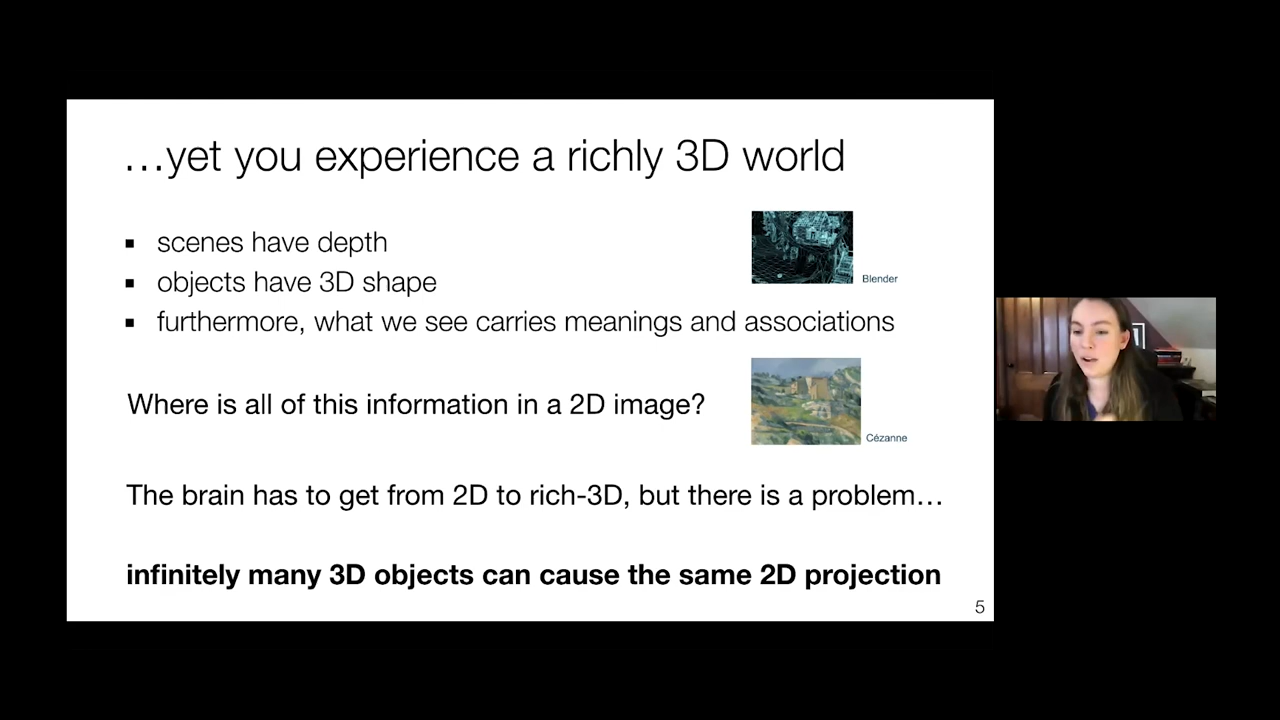 …yet you experience a richly 3D world
▪ scenes have depth
▪ objects have 3D shape
Blender
▪ furthermore, what we see carries meanings and associations
Where is all of this information in a 2D image?
Cézanne
The brain has to get from 2D to rich-3D, but there is a problem…
infinitely many 3D objects can cause the same 2D projection
5